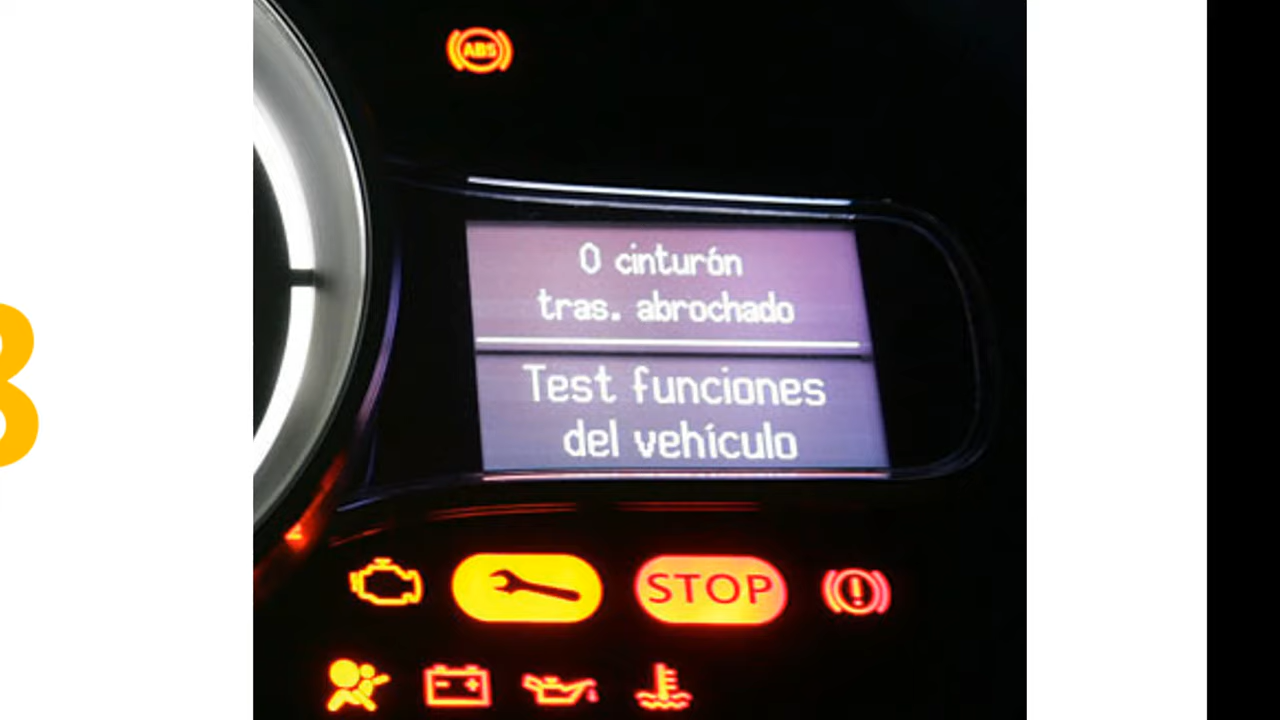 ABS
0 cinturón
tras. abrochado
Test funciones
del vehículo
STOP